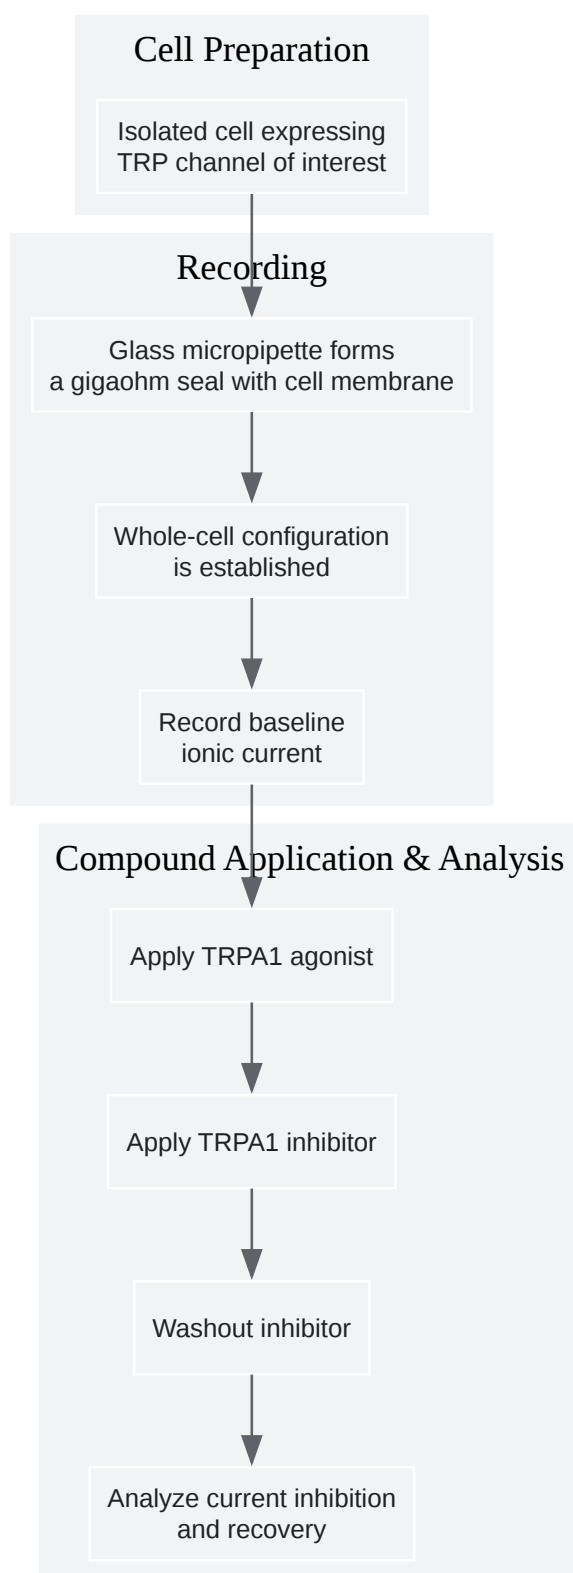 Cell Preparation
Isolated cell expressing
TRP channel of interest
Recording
Glass micropipette forms
a gigaohm seal with cell membrane
Whole-cell configuration
is established
Record baseline
ionic current
Compound Application & Analysis
Apply TRPA1 agonist
Apply TRPA1 inhibitor
Washout inhibitor
Analyze current inhibition
and recovery